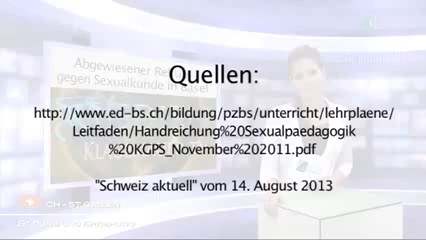 Abgewiesener Re
gegen Sexualkunde in Basel
Quellen:
http://www.ed-bs.ch/bildung/pzbs/unterricht/lehrplaene/
Leitfaden/Handreichung%20Sexualpaedagogik
%20KGPS_November%202011.pdf
"Schweiz aktuell" vom 14. August 2013